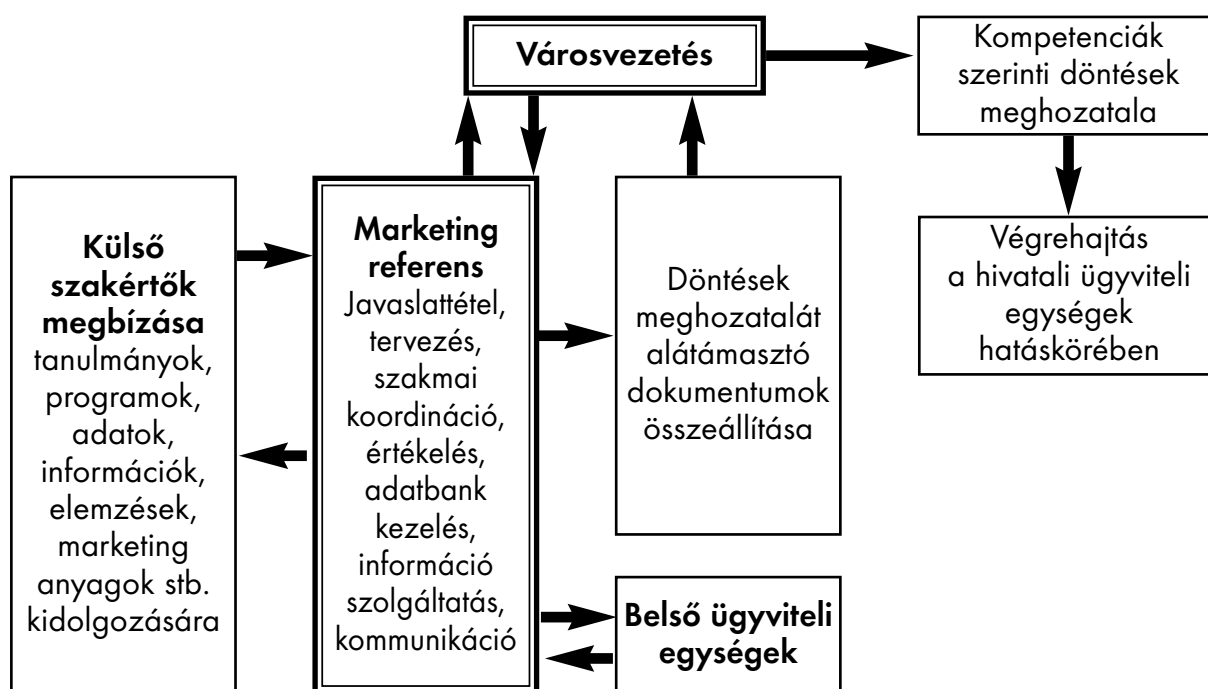 Városvezetés
Kompetenciák
szerinti döntések
meghozatala
Külső
szakértők
megbízása
tanulmányok,
programok,
adatok,
információk,
elemzések,
marketing
anyagok stb.
kidolgozására
Marketing
referens
Javaslattétel,
tervezés,
szakmai
koordináció,
értékelés,
adatbank
kezelés,
információ
szolgáltatás,
kommunikáció
Döntések
meghozatalát
alátámasztó
dokumentumok
összeállítása
Végrehajtás
a hivatali ügyviteli
egységek
hatáskörében
Belső ügyviteli
egységek